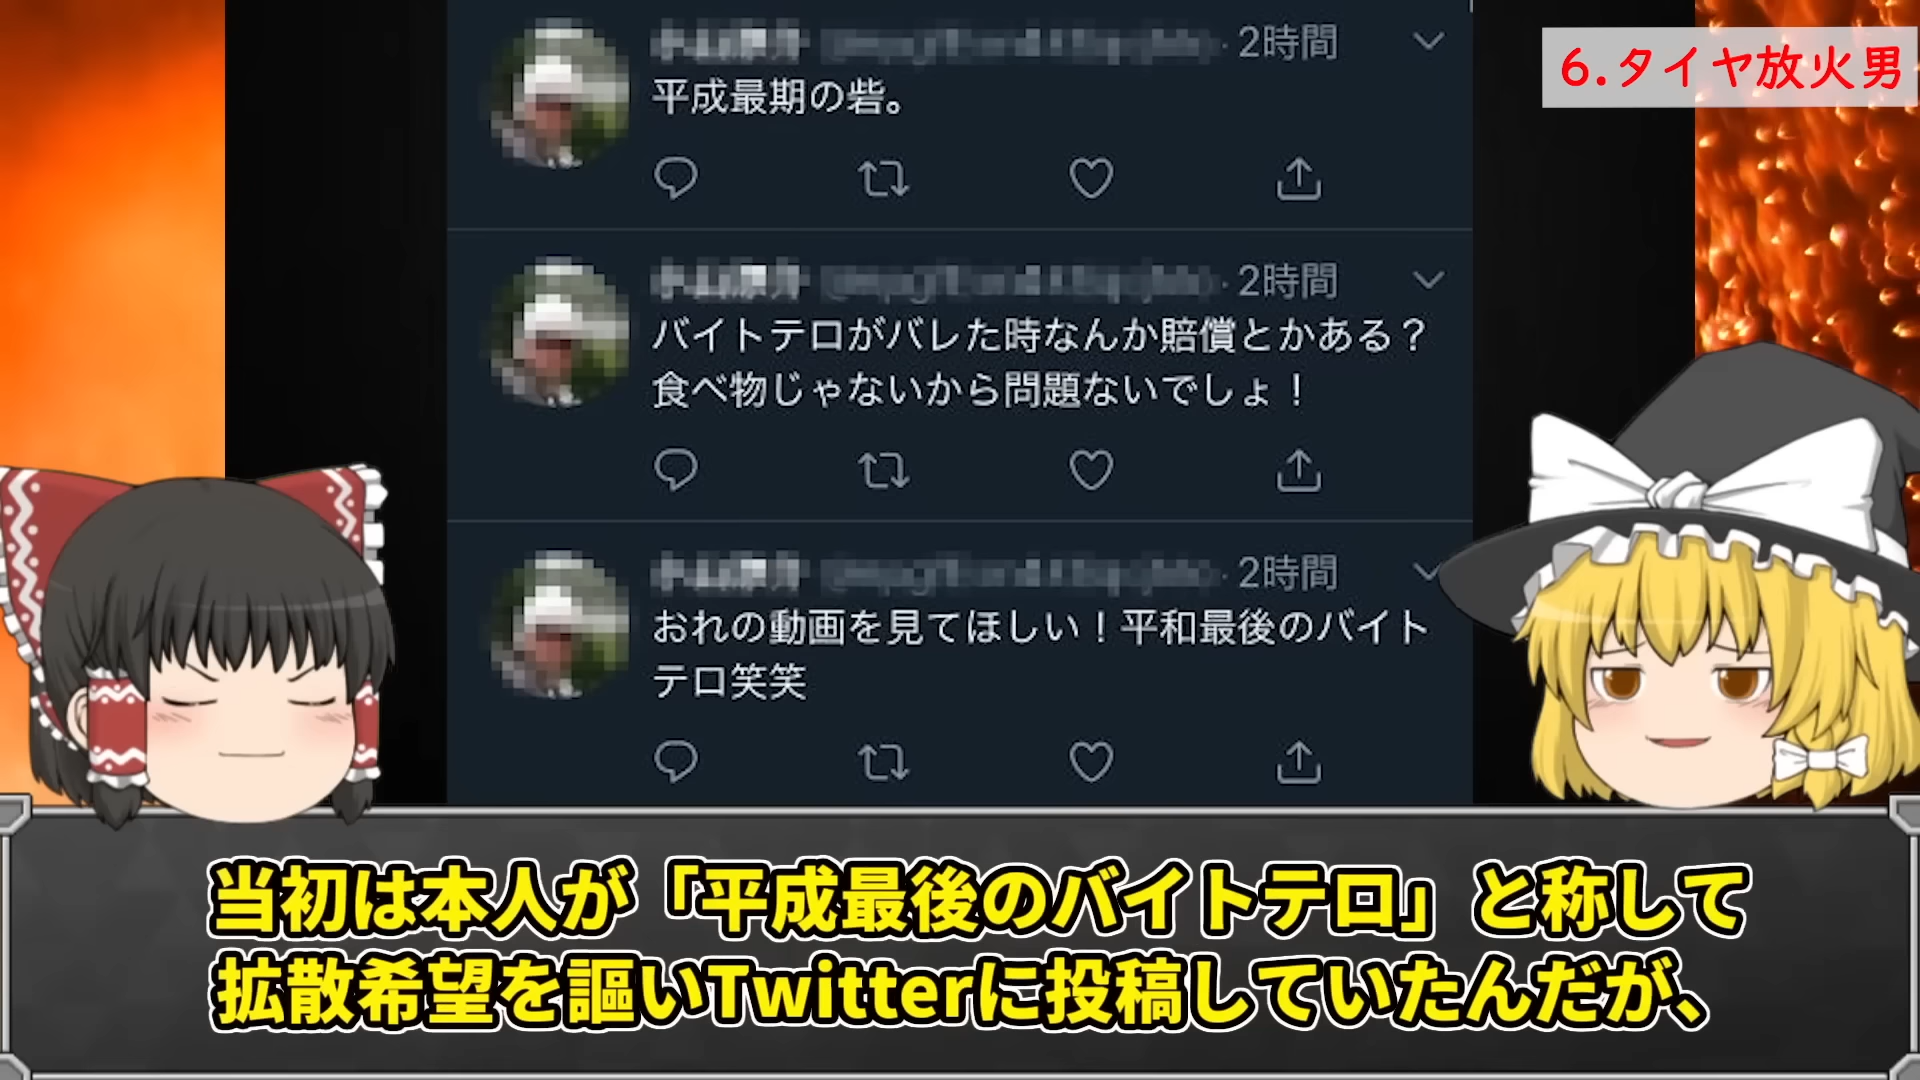 6.タイヤ放火男
2時間
平成最期の砦。
2時間
バイトテロがバレた時なんか賠償とかある？
食べ物じゃないから問題ないでしょ！
2時間
おれの動画を見てほしい！平和最後のバイト
テロ笑笑
当初は本人が「平成最後のバイトテロ」と称して
拡散希望を謳いTwitterに投稿していたんだが、